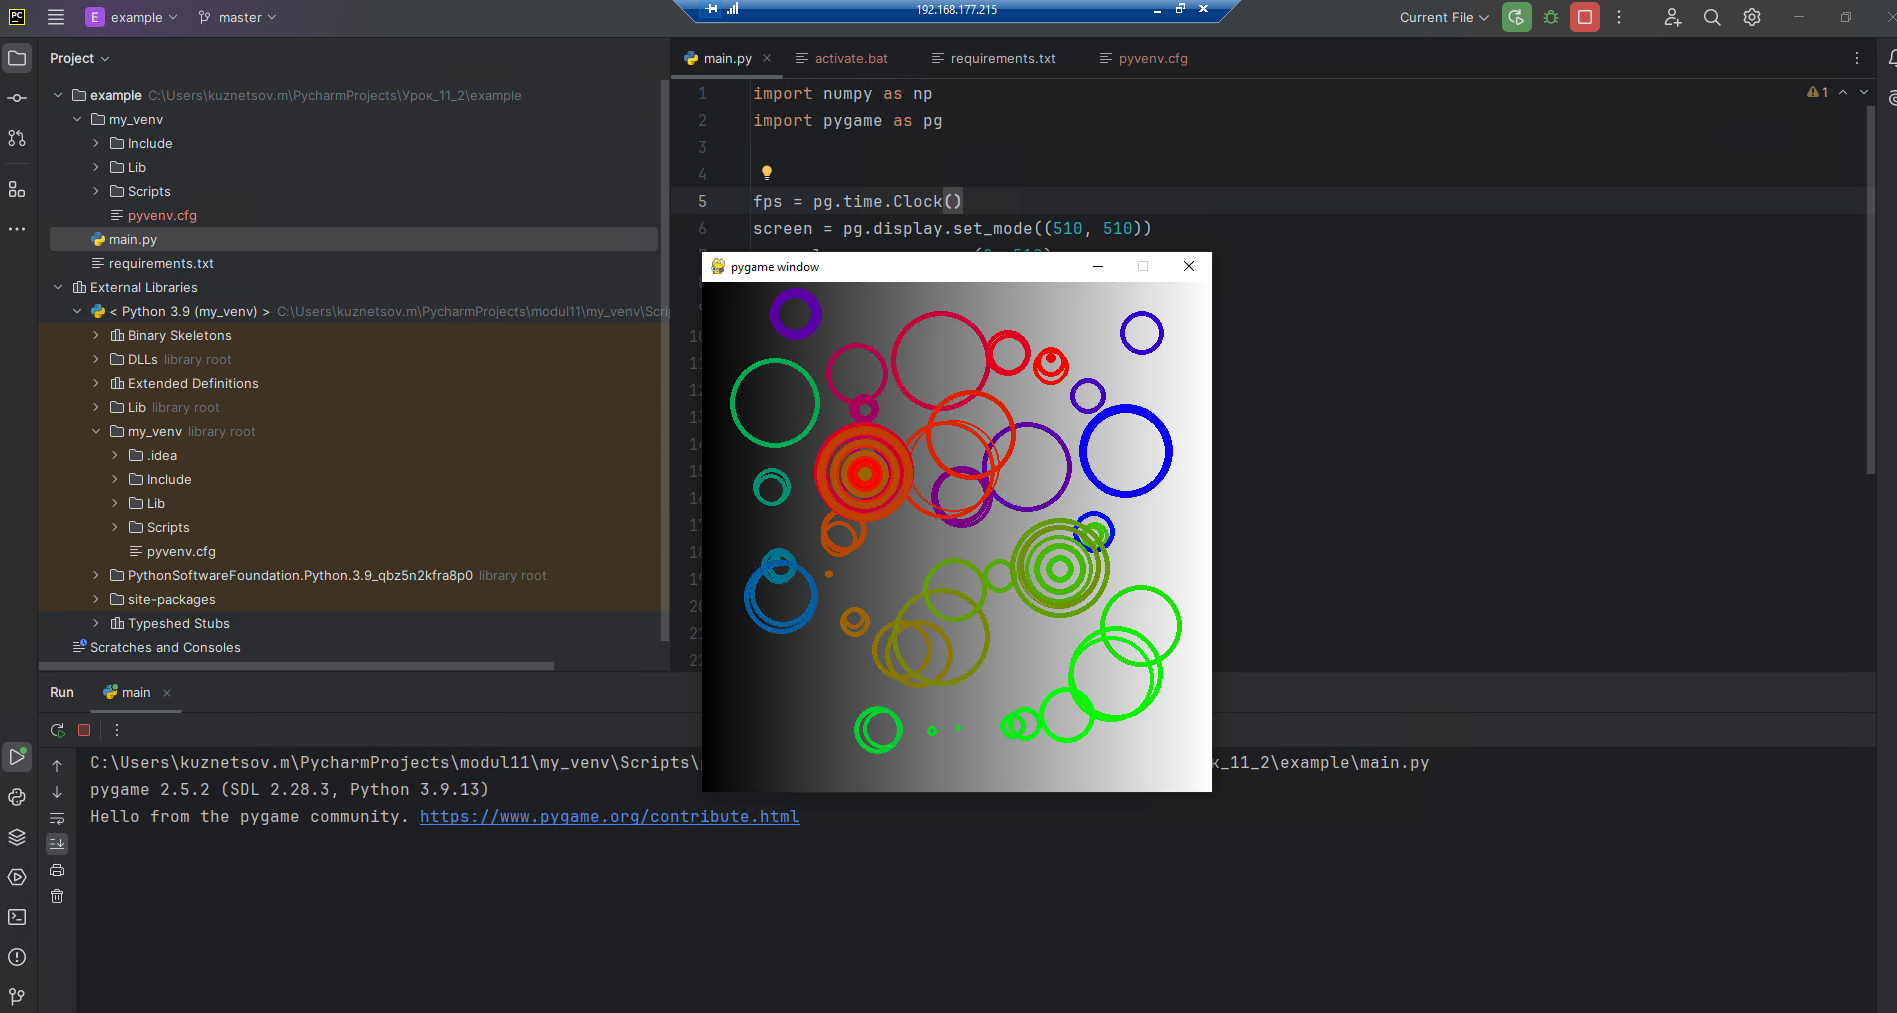 PC
E example
master
192.168.177.215
Current File
Project
example C:\Users\kuznetsov.m\PycharmProjects\Урок_11_2\example
my_venv
Include
Lib
Scripts
pyvenv.cfg
main.py
requirements.txt
External Libraries
< Python 3.9 (my_venv) > C:\Users\kuznetsov.m\PycharmProjects\modul11\my_venv\Scri
Binary Skeletons
DLLs library root
Extended Definitions
Lib library root
my_venv library root
.idea
Include
Lib
Scripts
pyvenv.cfg
PythonSoftwareFoundation.Python.3.9_qbz5n2kfra8p0 library root
site-packages
Typeshed Stubs
Scratches and Consoles
main.py
activate.bat
requirements.txt
pyvenv.cfg
1
1 import numpy as np
2 import pygame as pg
3
4
5 fps = pg.time.Clock()
6 screen = pg.display.set_mode((510, 510))
pygame window
Run
main
C:\Users\kuznetsov.m\PycharmProjects\modul11\my_venv\Scripts\
к_11_2\example\main.py
pygame 2.5.2 (SDL 2.28.3, Python 3.9.13)
Hello from the pygame community. https://www.pygame.org/contribute.html